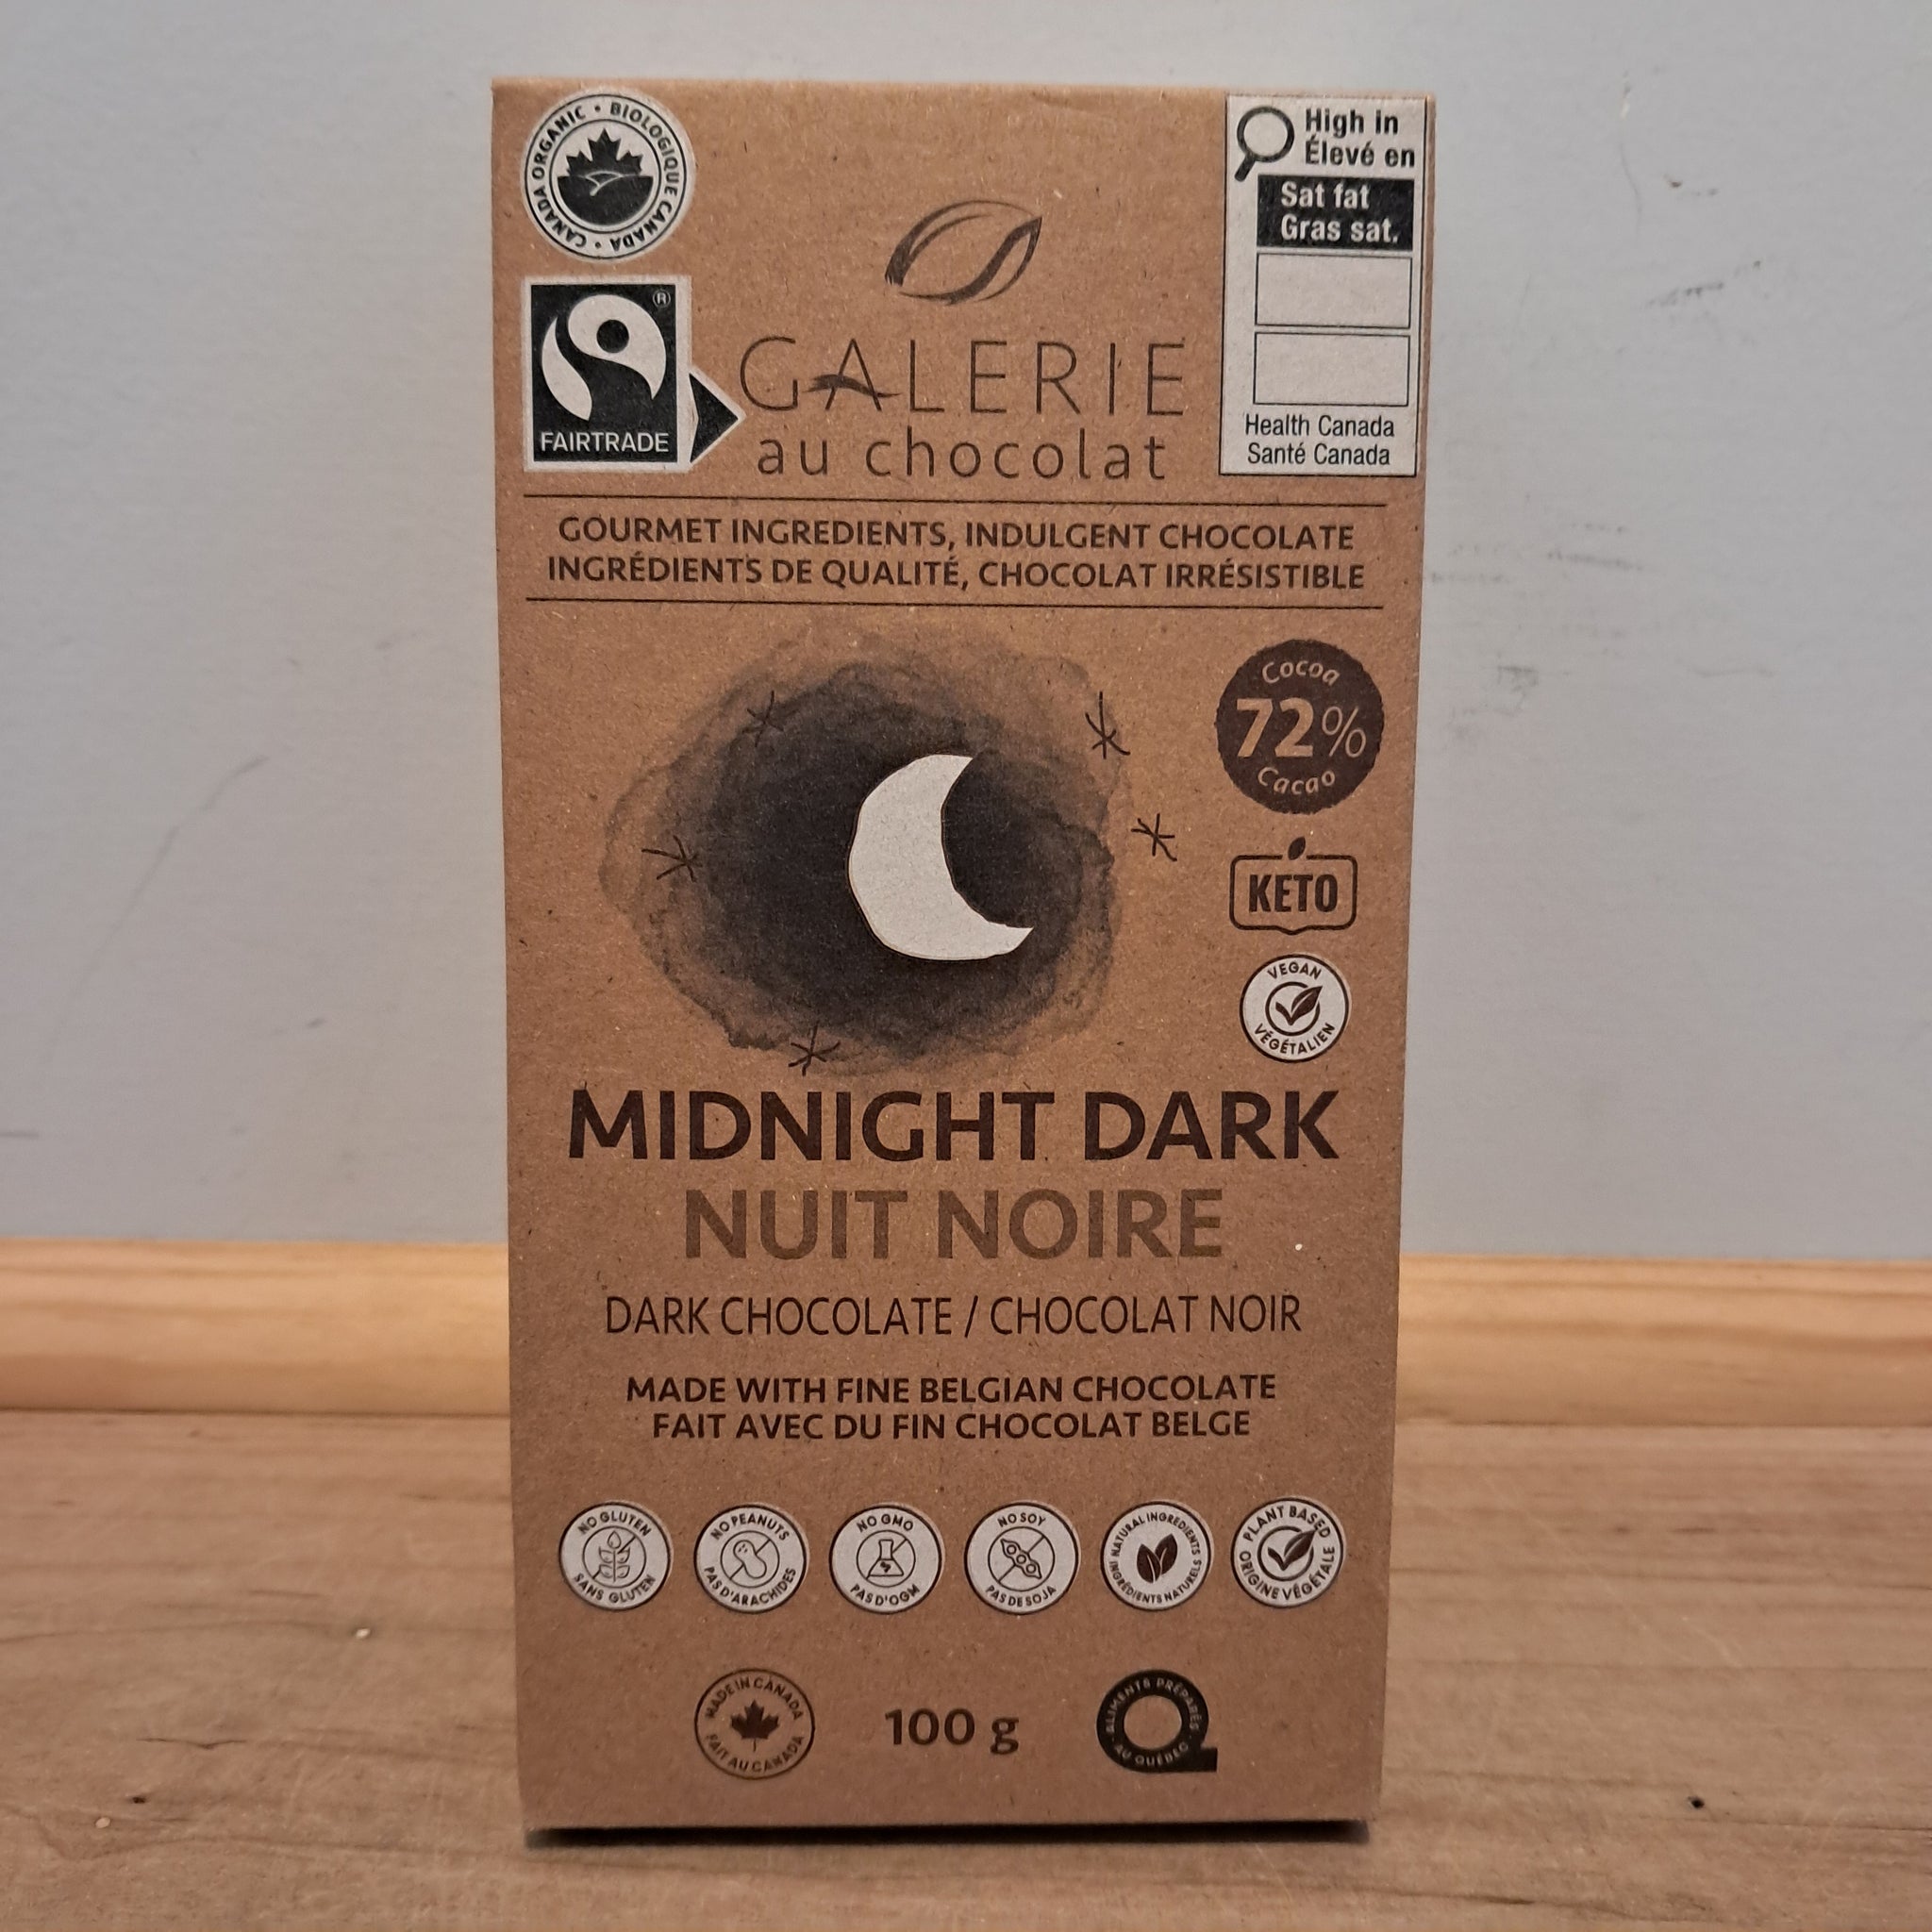 CANADA ORGANIC • BIOLOGIQUE CANADA •
High in
Élevé en
Sat fat
Gras sat.
Health Canada
Santé Canada
®
FAIRTRADE
GALERIE
au chocolat
GOURMET INGREDIENTS, INDULGENT CHOCOLATE
INGRÉDIENTS DE QUALITÉ, CHOCOLAT IRRÉSISTIBLE
Cocoa
72%
Cacao
KETO
VEGAN
VÉGÉTALIEN
MIDNIGHT DARK
NUIT NOIRE
DARK CHOCOLATE / CHOCOLAT NOIR
MADE WITH FINE BELGIAN CHOCOLATE
FAIT AVEC DU FIN CHOCOLAT BELGE
NO GLUTEN
SANS GLUTEN
NO PEANUTS
PAS D'ARACHIDES
NO GMO
PAS D'OGM
NO SOY
PAS DE SOJA
NATURAL INGREDIENTS
INGRÉDIENTS NATURELS
PLANT BASED
ORIGINE VÉGÉTALE
MADE IN CANADA
FAIT AU CANADA
100 g
ALIMENTS PRÉPARÉS
AU QUÉBEC